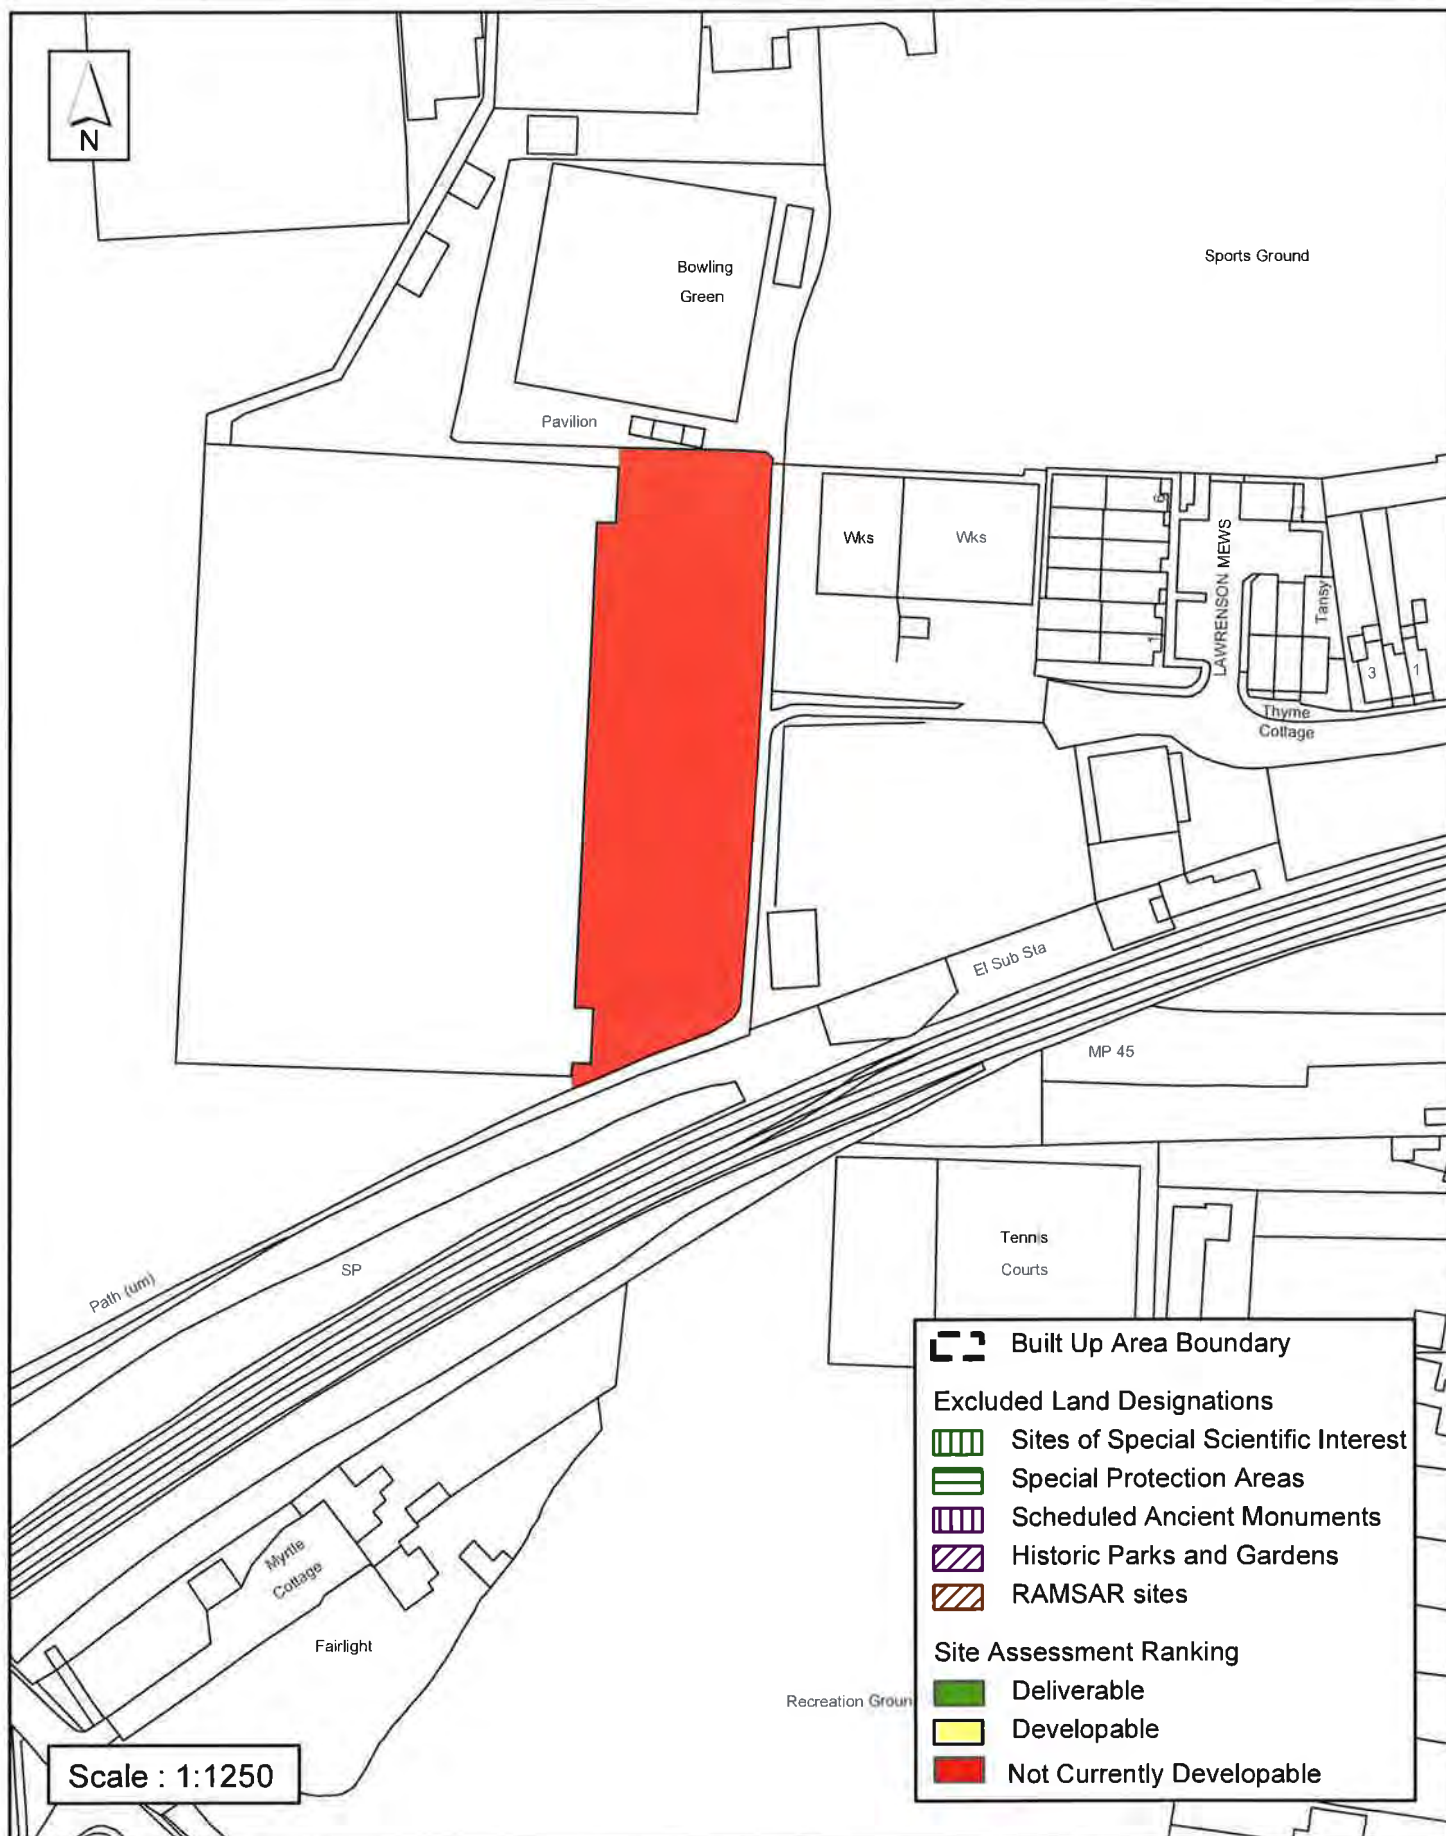 N
Sports Ground
Bowling
Green
Pavilion
Wks
Wks
6
1
LAWRENSON MEWS
Tansy
3
1
Thyme
Cottage
El Sub Sta
MP 45
Tennis
Courts
Path (um)
SP
Myrtle
Cottage
Fairlight
Recreation Groun
Built Up Area Boundary
Excluded Land Designations
Sites of Special Scientific Interest
Special Protection Areas
Scheduled Ancient Monuments
Historic Parks and Gardens
RAMSAR sites
Site Assessment Ranking
Deliverable
Developable
Not Currently Developable
Scale : 1:1250